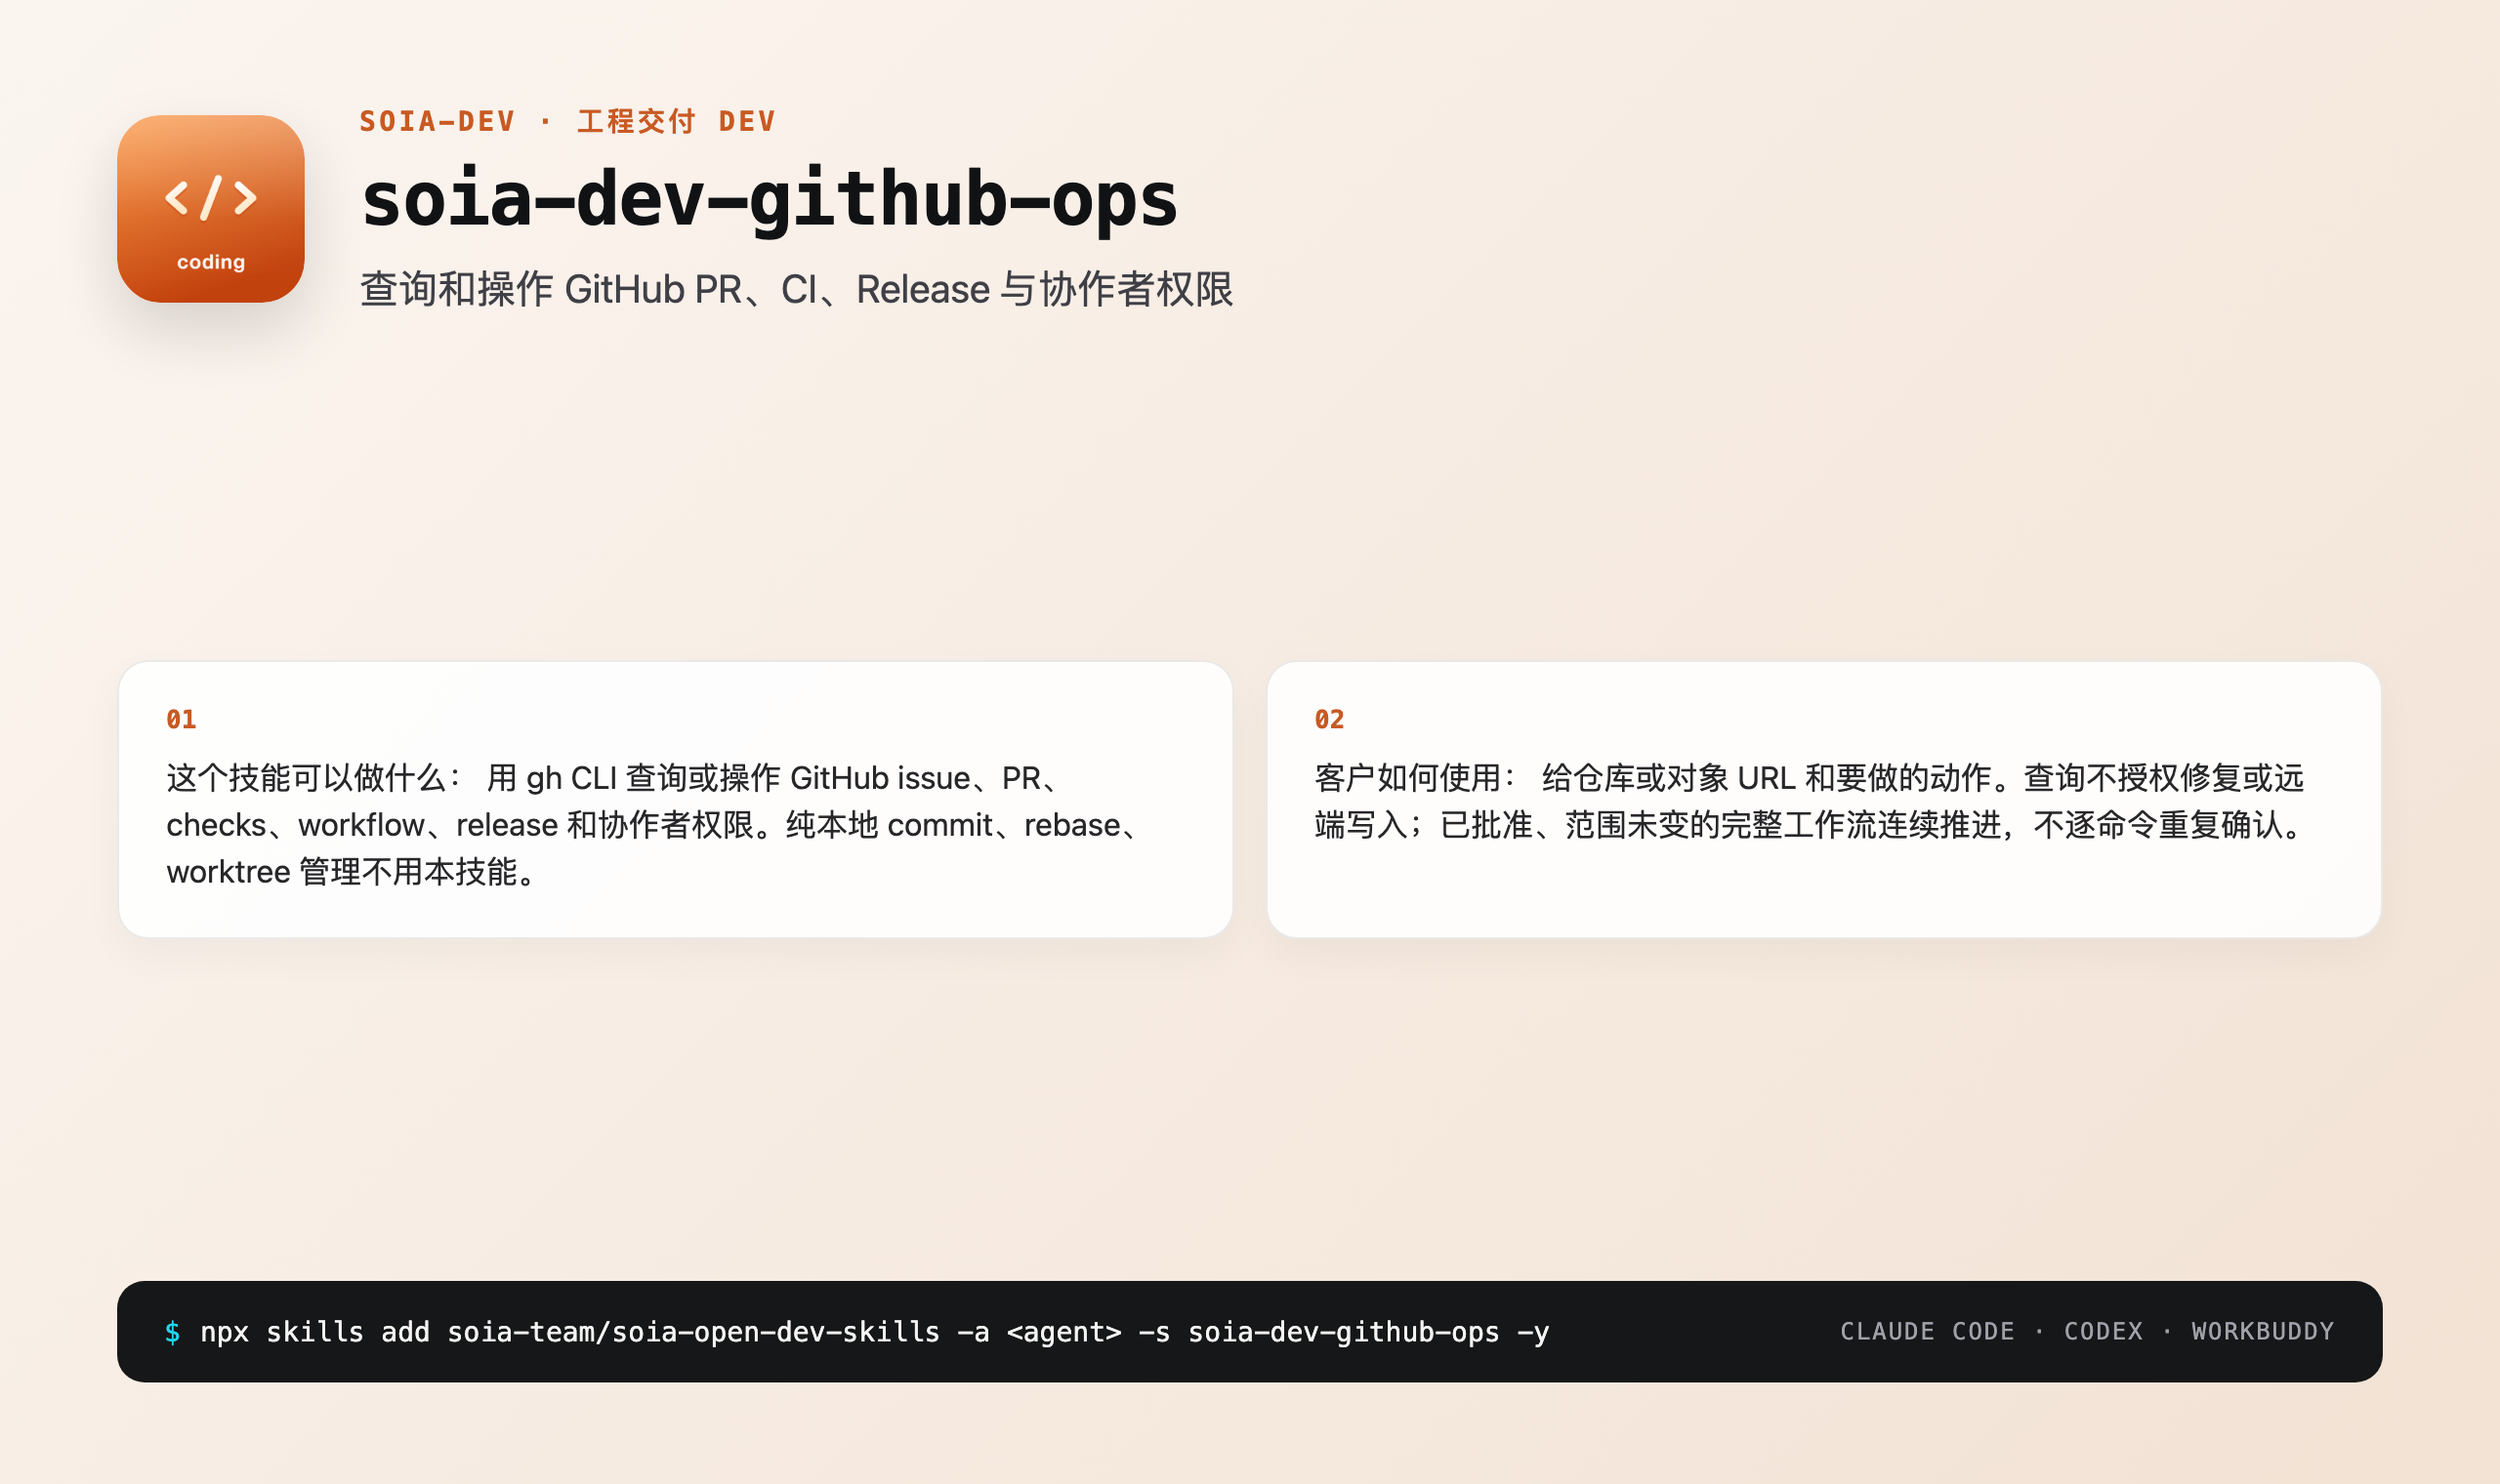 </> coding
SOIA-DEV · 工程交付 DEV
soia-dev-github-ops
查询和操作 GitHub PR、CI、Release 与协作者权限
01
这个技能可以做什么： 用 gh CLI 查询或操作 GitHub issue、PR、
checks、workflow、release 和协作者权限。纯本地 commit、rebase、
worktree 管理不用本技能。
02
客户如何使用： 给仓库或对象 URL 和要做的动作。查询不授权修复或远
端写入；已批准、范围未变的完整工作流连续推进，不逐命令重复确认。
$ npx skills add soia-team/soia-open-dev-skills -a <agent> -s soia-dev-github-ops -y
CLAUDE CODE · CODEX · WORKBUDDY